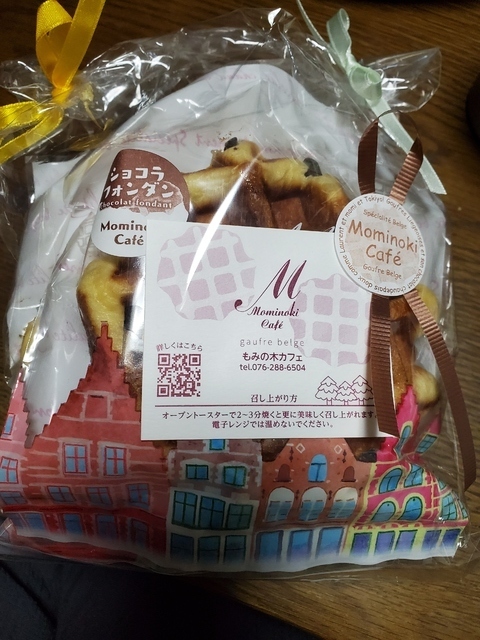 ショコラ
フォンダン
Chocolat fondant
Mominoki
Café
M
Mominoki
Café
gaufre belge
もみの木カフェ
tel.076-288-6504
詳しくはこちら
召し上がり方
オーブントースターで2~3分焼くと更に美味しく召し上がれます。
電子レンジでは温めないでください。
Spécialité Belge
Mominoki
Café
Gaufre Belge